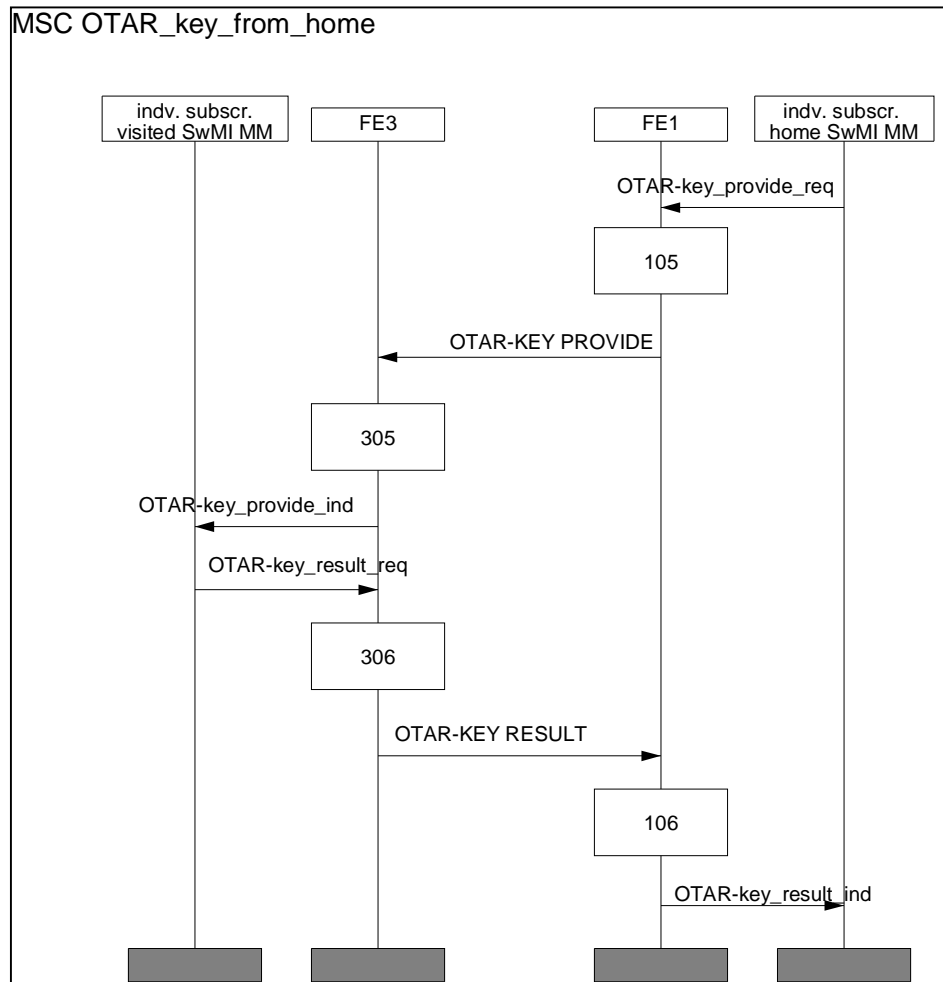 MSC OTAR_key_from_home
indv. subscr.
visited SwMI MM
FE3
FE1
indv. subscr.
home SwMI MM
OTAR-key_provide_req
105
OTAR-KEY PROVIDE
305
OTAR-key_provide_ind
OTAR-key_result_req
306
OTAR-KEY RESULT
106
OTAR-key_result_ind